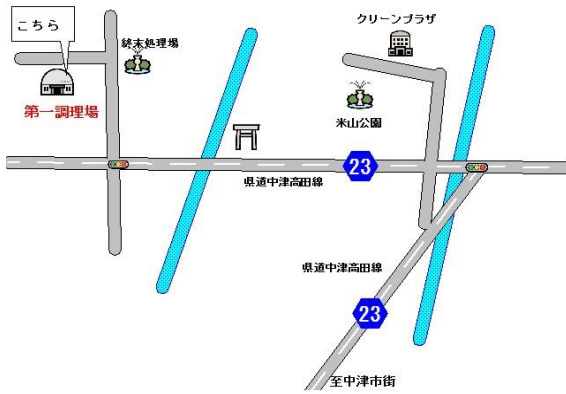 こちら
クリーンプラザ
終末処理場
第一調理場
米山公園
23
県道中津高田線
県道中津高田線
23
至中津市街